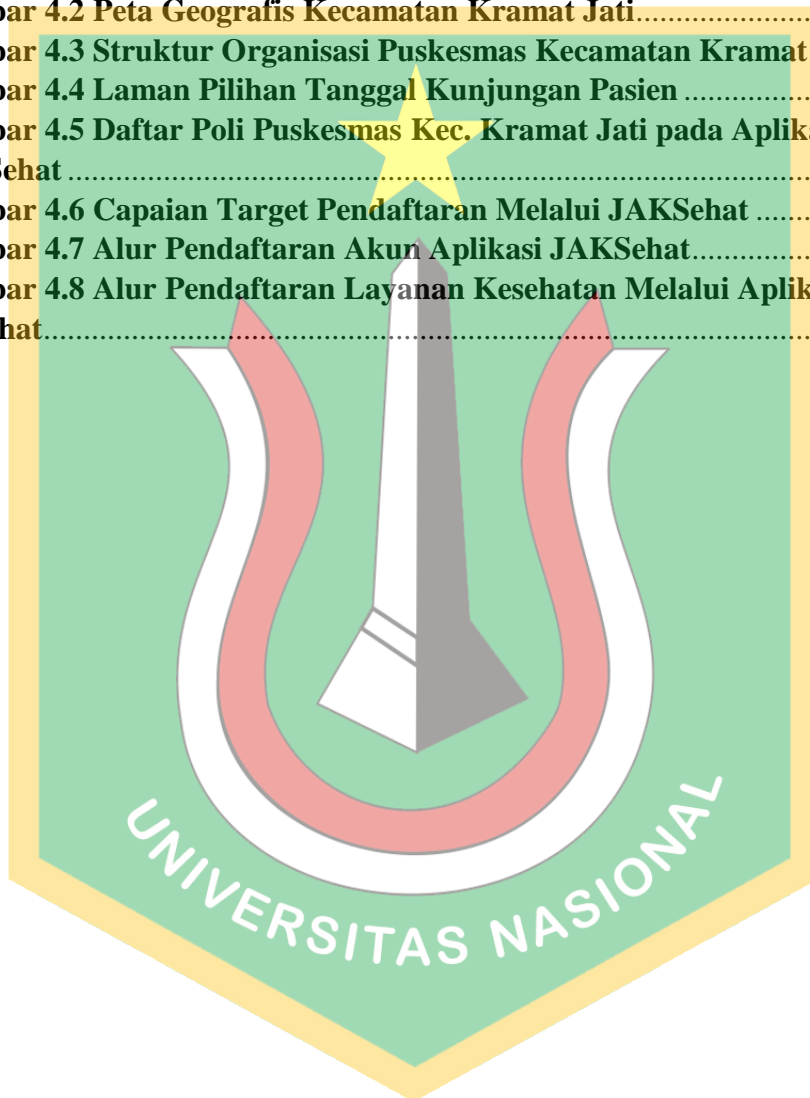 bar 4.2 Peta Geografis Kecamatan Kramat Jati.....................
bar 4.3 Struktur Organisasi Puskesmas Kecamatan Kramat
bar 4.4 Laman Pilihan Tanggal Kunjungan Pasien ...............
bar 4.5 Daftar Poli Puskesmas Kec. Kramat Jati pada Aplika
Sehat ...............................................................................................
bar 4.6 Capaian Target Pendaftaran Melalui JAKSehat ......
bar 4.7 Alur Pendaftaran Akun Aplikasi JAKSehat..............
bar 4.8 Alur Pendaftaran Layanan Kesehatan Melalui Aplik
hat...................................................................................................
UNIVERSITAS NASIONAL